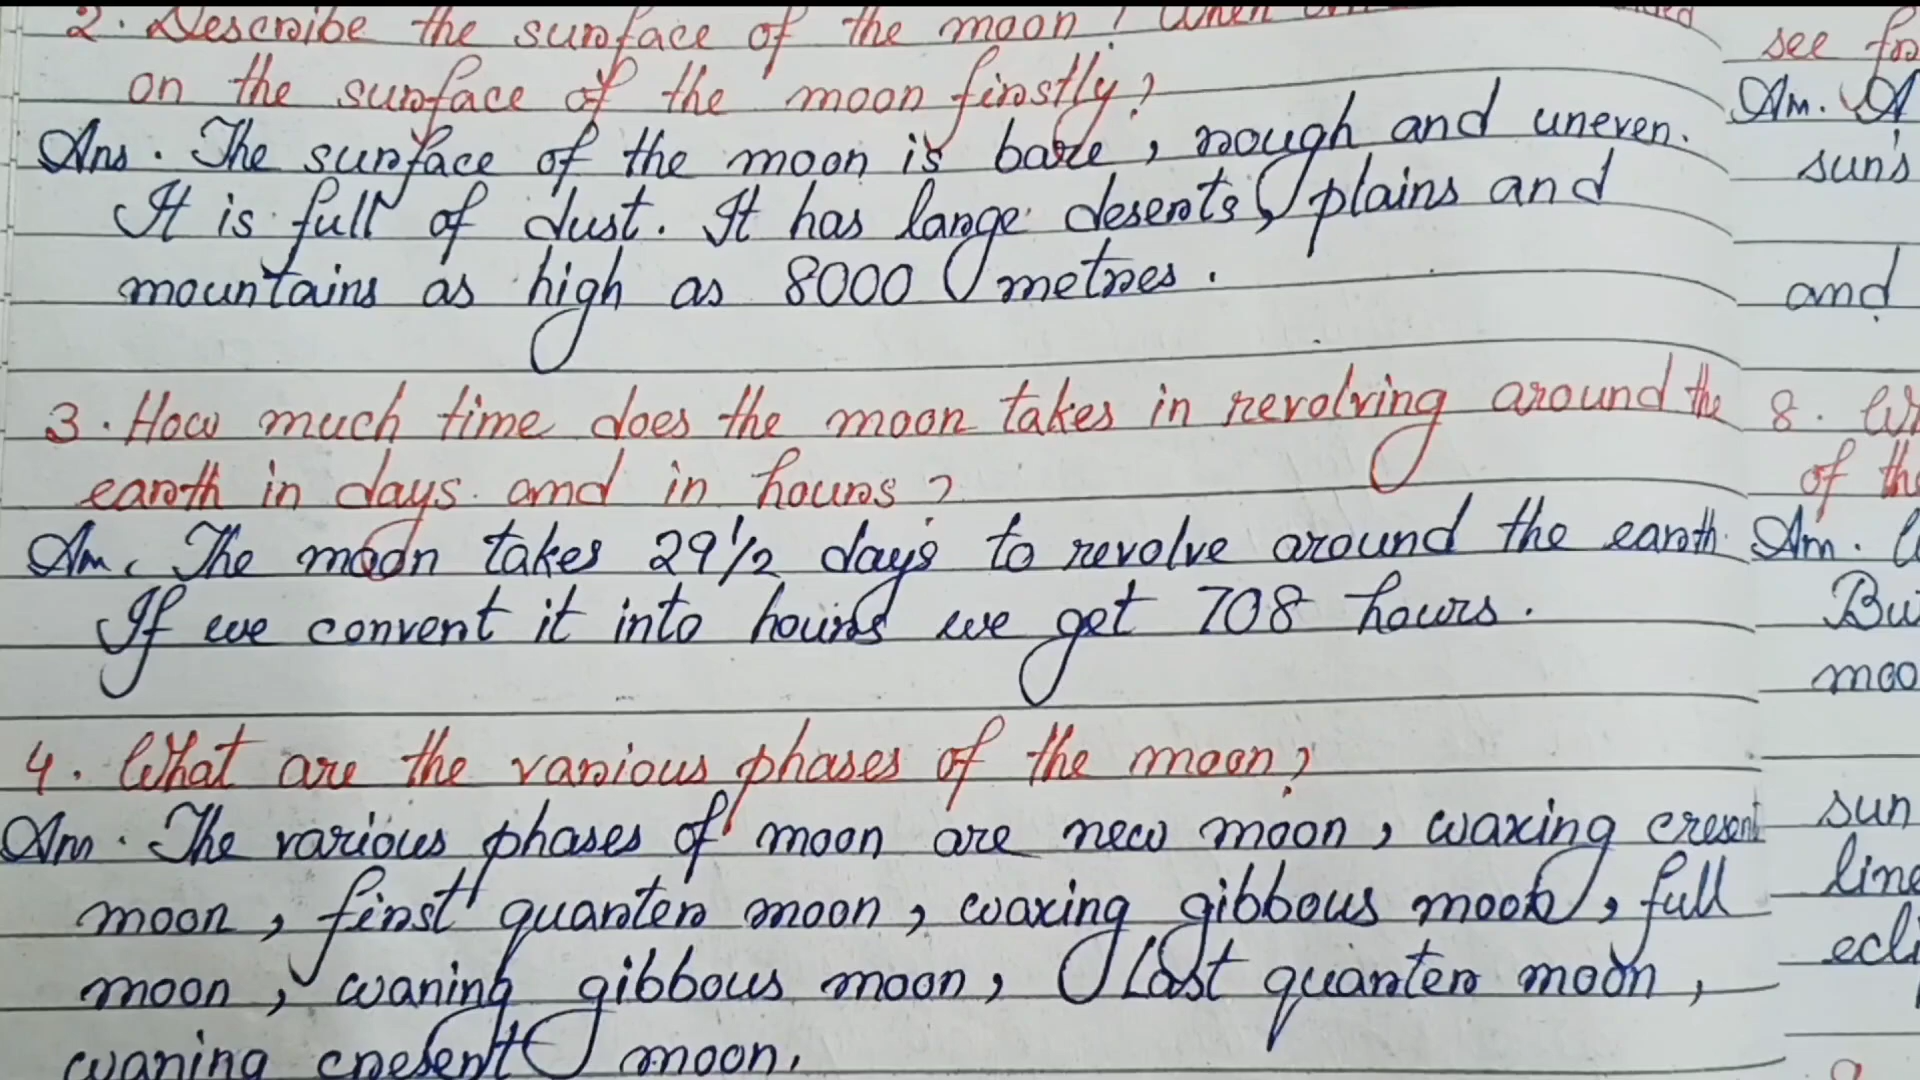 2. Describe the surface of the moon? When
on the surface of the moon firstly?
Ans. The surface of the moon is bare, rough and uneven.
It is full of dust. It has large deserts, plains and
mountains as high as 8000 metres.
3. How much time does the moon takes in revolving around the
earth in days and in hours?
Ans. The moon takes 29 1/2 days to revolve around the earth.
If we convert it into hours we get 708 hours.
4. What are the various phases of the moon?
Ans. The various phases of moon are new moon, waxing cresent
moon, first quarter moon, waxing gibbous moon, full
moon, waning gibbous moon, last quarter moon,
waning cresent moon.
see for
Ans. A
sun's
and
8.
of the
Ans.
moo
sun
line
ecli